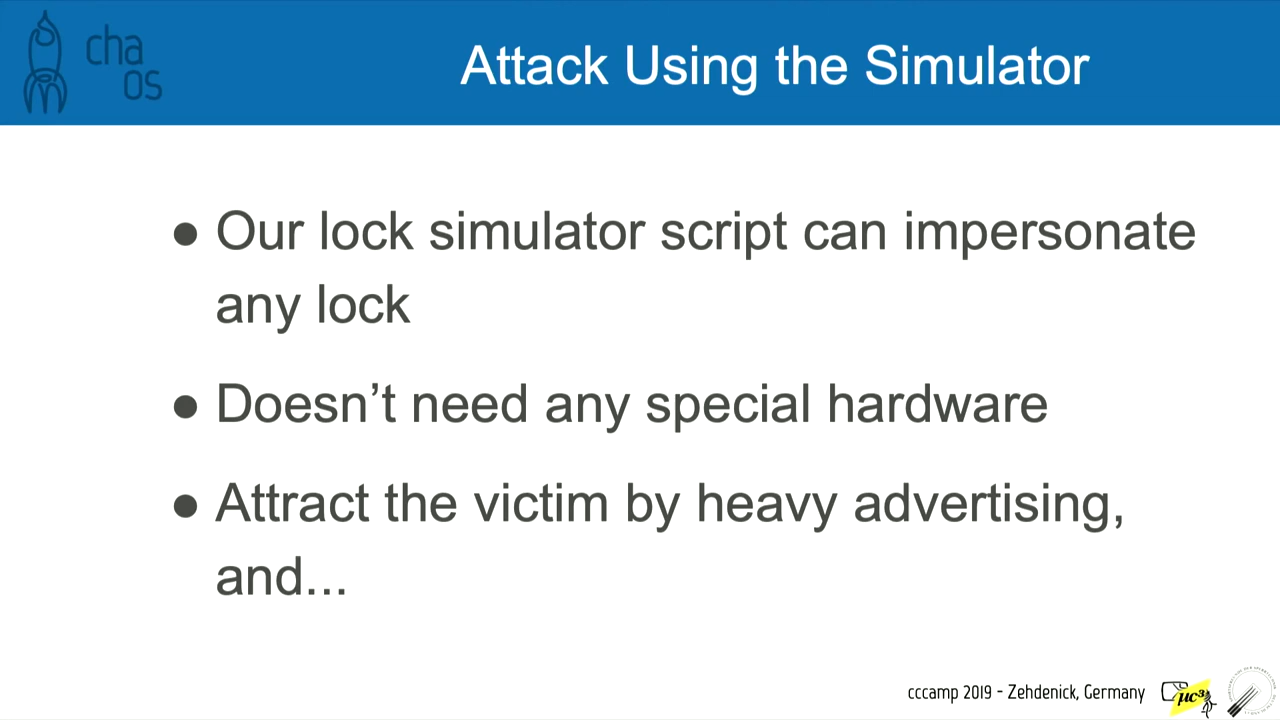 cha
os
Attack Using the Simulator
● Our lock simulator script can impersonate
any lock
● Doesn’t need any special hardware
● Attract the victim by heavy advertising,
and...
cccamp 2019 - Zehdenick, Germany
µc³